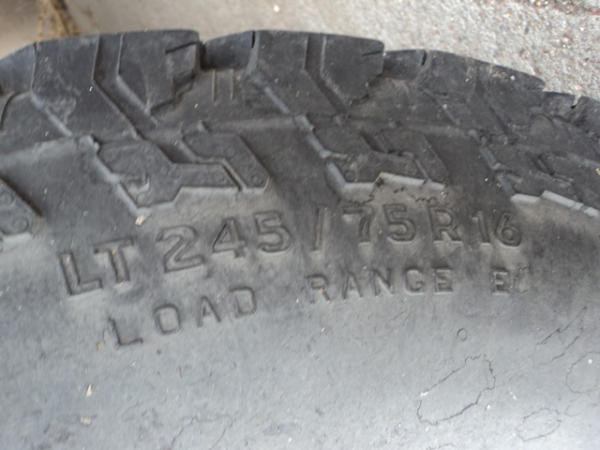 LT 245/75R16
LOAD RANGE E